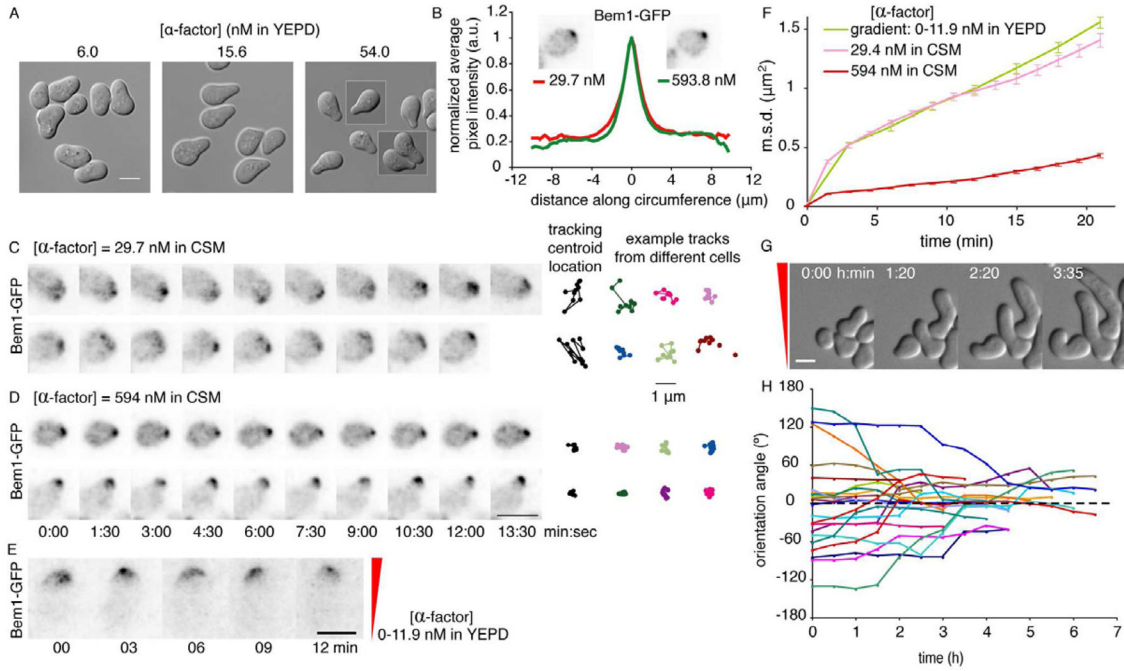 A
[α-factor] (nM in YEPD)
6.0
15.6
54.0
B
Bem1-GFP
normalized average
pixel intensity (a.u.)
1.2
1
0.8
0.6
0.4
0.2
0
29.7 nM
593.8 nM
-12
-8
-4
0
4
8
12
distance along circumference (μm)
C
[α-factor] = 29.7 nM in CSM
Bem1-GFP
tracking
centroid
location
example tracks
from different cells
1 μm
D
[α-factor] = 594 nM in CSM
Bem1-GFP
0:00
1:30
3:00
4:30
6:00
7:30
9:00
10:30
12:00
13:30
min:sec
E
Bem1-GFP
00
03
06
09
12 min
[α-factor]
0-11.9 nM in YEPD
F
[α-factor]
gradient: 0-11.9 nM in YEPD
29.4 nM in CSM
594 nM in CSM
m.s.d. (μm²)
1.5
1
0.5
0
0
5
10
15
20
time (min)
G
0:00 h:min
1:20
2:20
3:35
H
orientation angle (°)
180
120
60
0
-60
-120
-180
0
1
2
3
4
5
6
7
time (h)